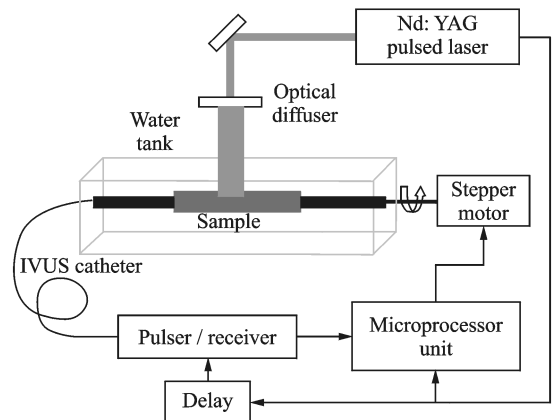 Nd: YAG
pulsed laser
Optical
diffuser
Water
tank
Stepper
motor
Sample
IVUS catheter
Pulser / receiver
Microprocessor
unit
Delay